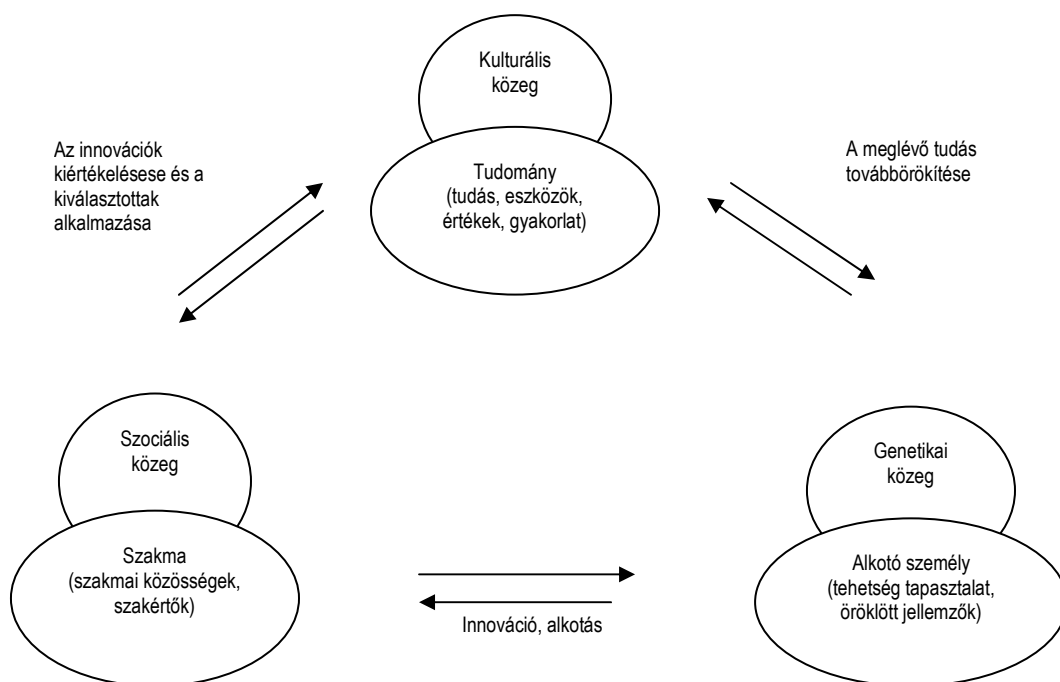 Kulturális
közeg
Tudomány
(tudás, eszközök,
értékek, gyakorlat)
Az innovációk
kiértékelésese és a
kiválasztottak
alkalmazása
A meglévő tudás
továbbörökítése
Szociális
közeg
Szakma
(szakmai közösségek,
szakértők)
Genetikai
közeg
Alkotó személy
(tehetség tapasztalat,
öröklött jellemzők)
Innováció, alkotás